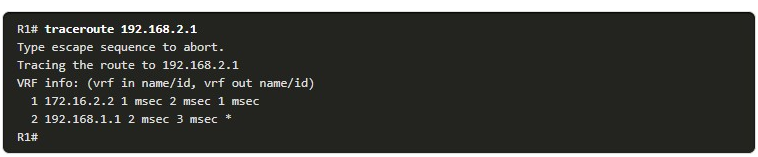 R1# traceroute 192.168.2.1
Type escape sequence to abort.
Tracing the route to 192.168.2.1
VRF info: (vrf in name/id, vrf out name/id)
1 172.16.2.2 1 msec 2 msec 1 msec
2 192.168.1.1 2 msec 3 msec *
R1#